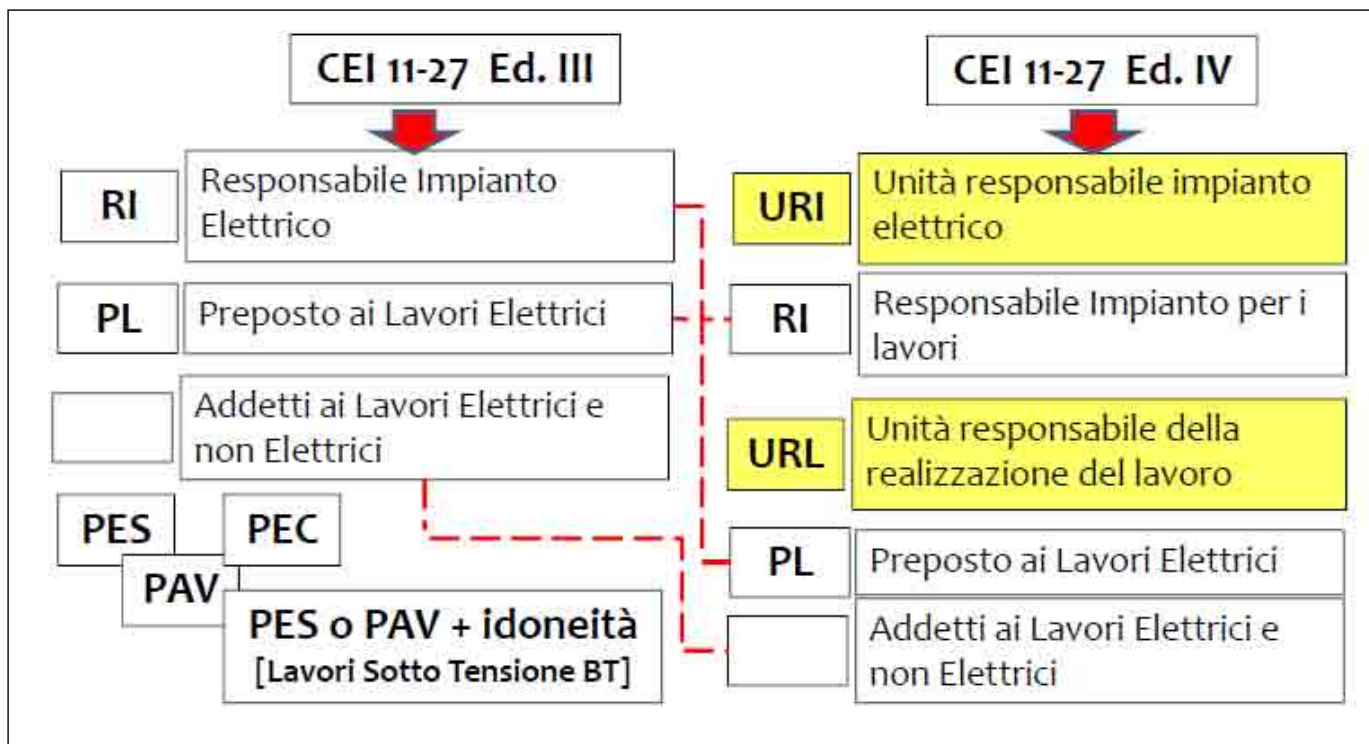 CEI 11-27 Ed. III
RI
Responsabile Impianto
Elettrico
PL
Preposto ai Lavori Elettrici
Addetti ai Lavori Elettrici e
non Elettrici
PES
PEC
PAV
PES o PAV + idoneità
[Lavori Sotto Tensione BT]
CEI 11-27 Ed. IV
URI
Unità responsabile impianto
elettrico
RI
Responsabile Impianto per i
lavori
URL
Unità responsabile della
realizzazione del lavoro
PL
Preposto ai Lavori Elettrici
Addetti ai Lavori Elettrici e
non Elettrici